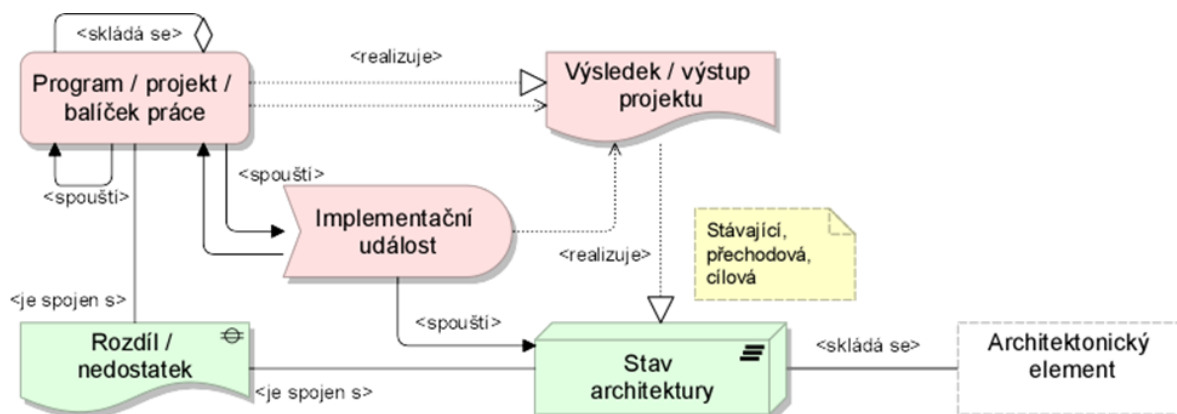 <skládá se>
Program / projekt /
balíček práce
<realizuje>
Výsledek / výstup
projektu
<spouští>
<spouští>
Implementační
událost
<realizuje>
Stávající,
přechodová,
cílová
<je spojen s>
Rozdíl /
nedostatek
<spouští>
<je spojen s>
Stav
architektury
<skládá se>
Architektonický
element